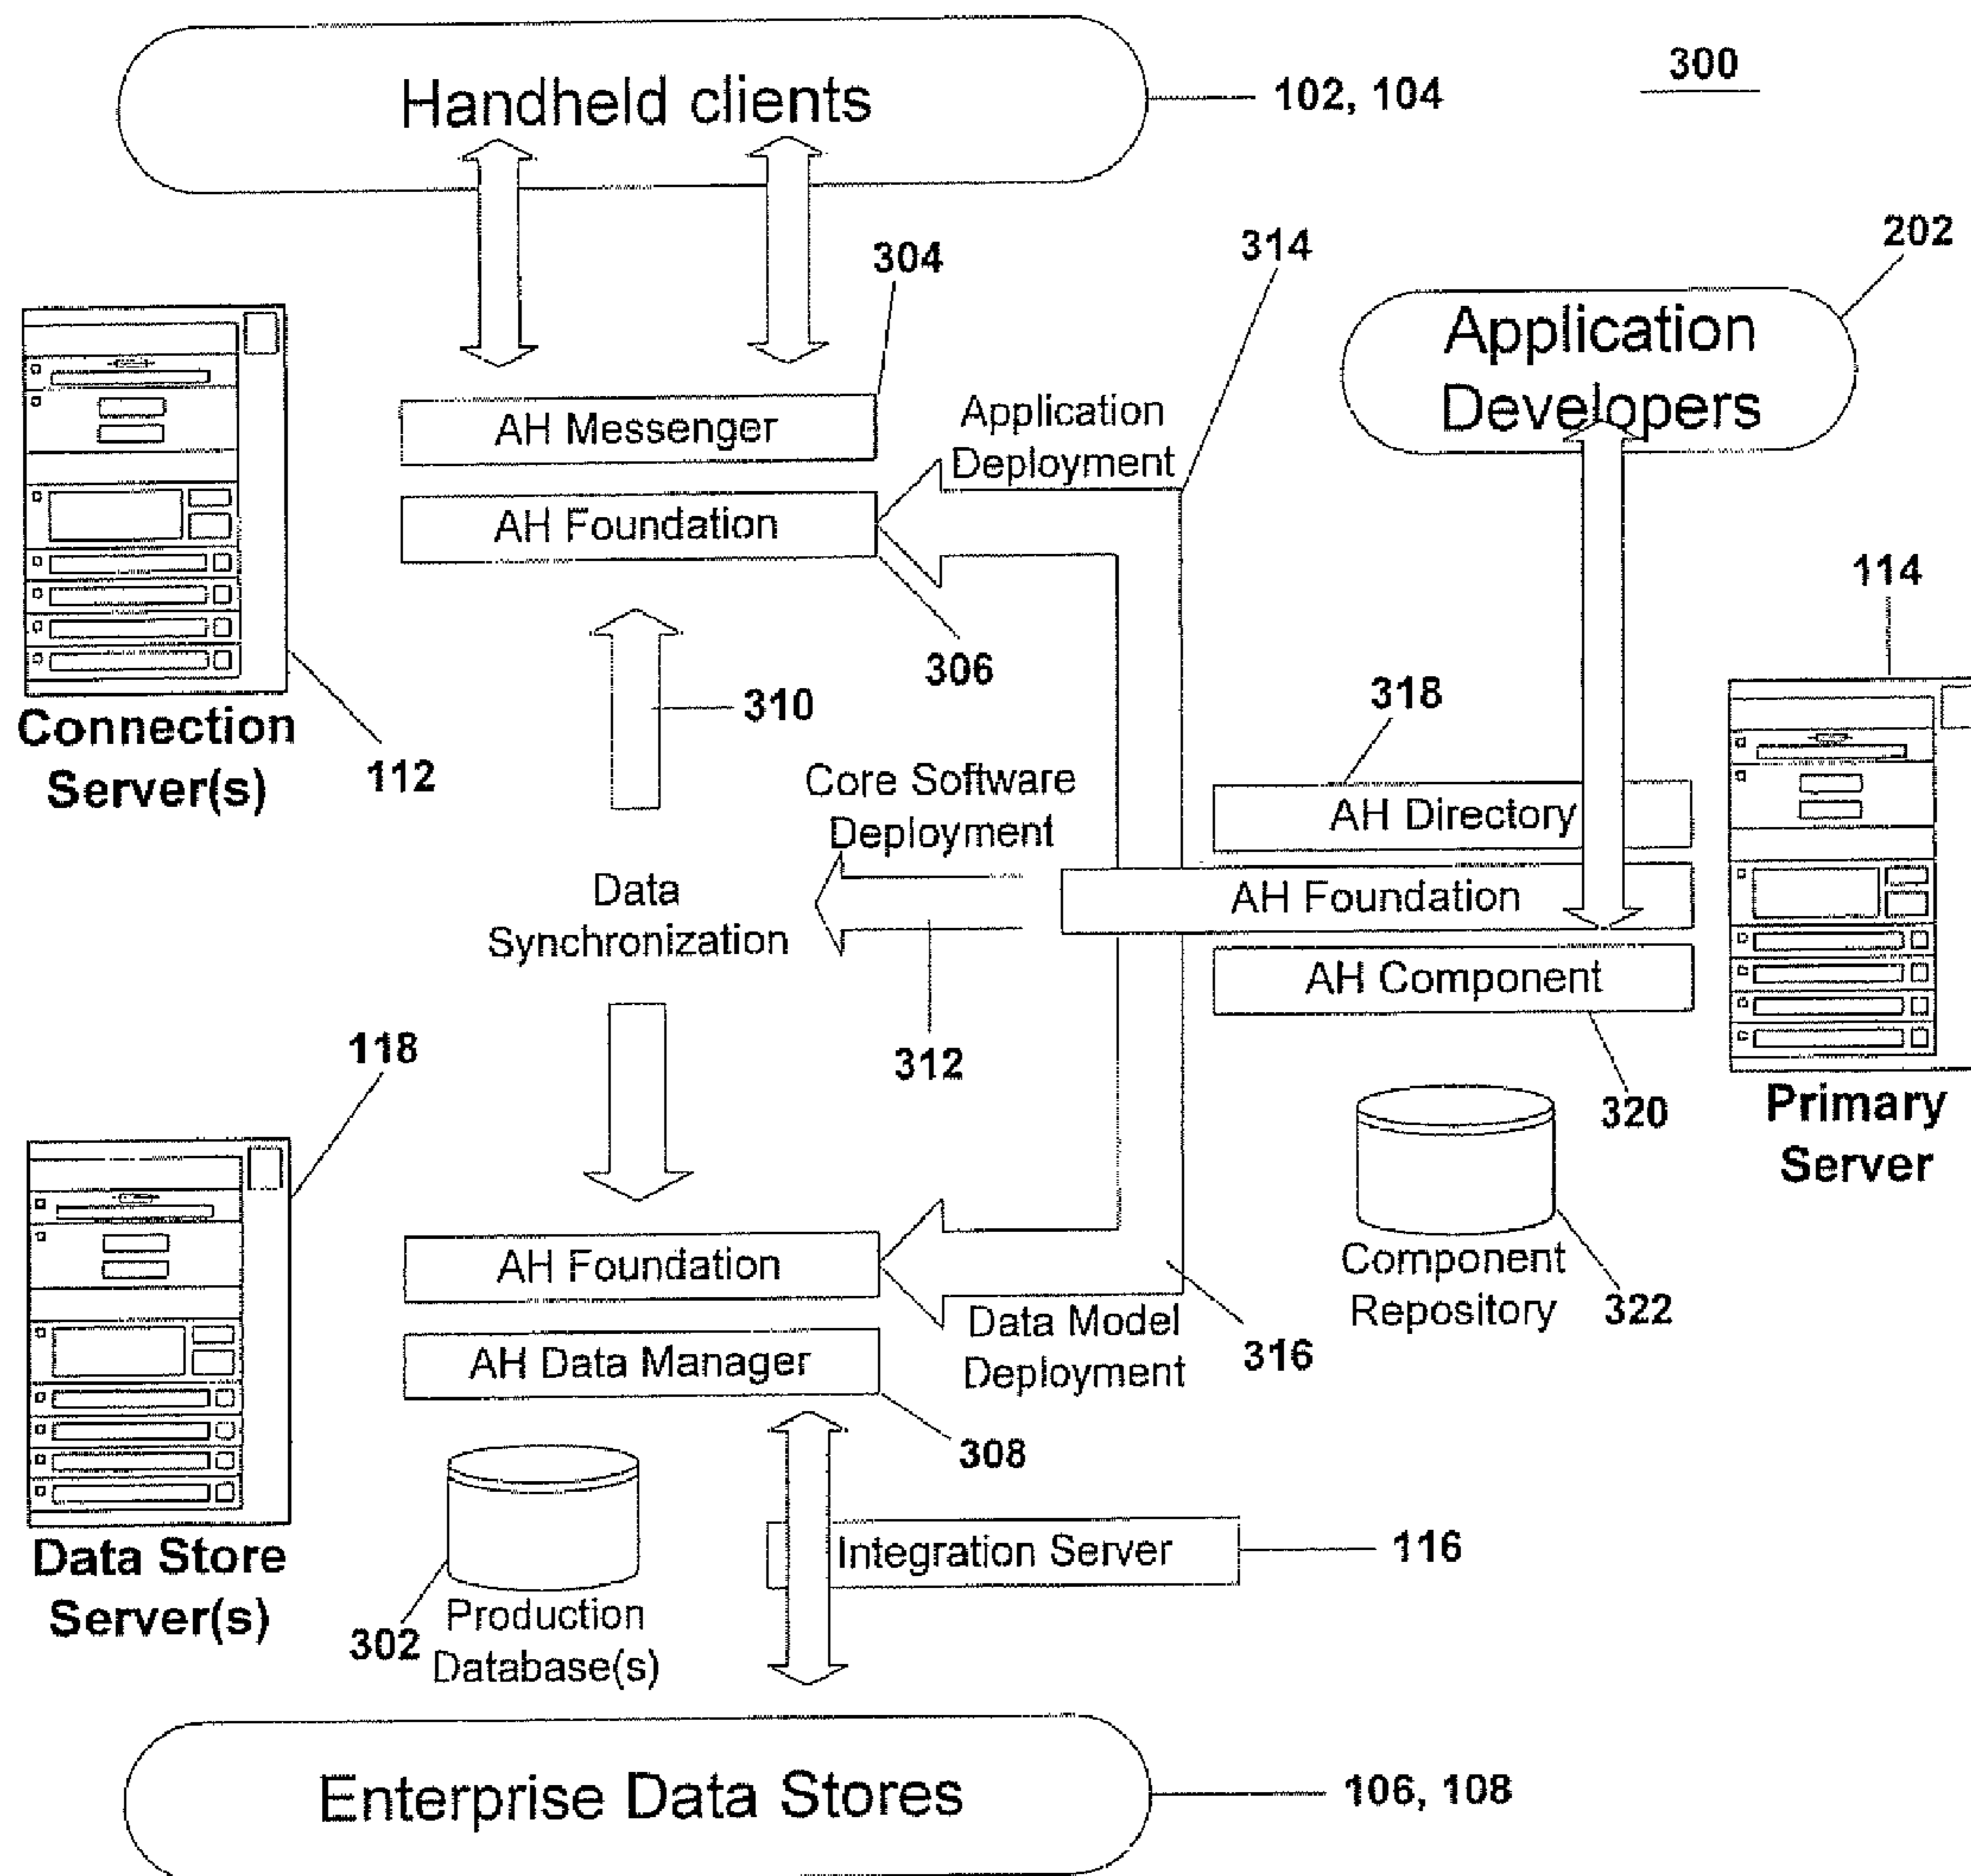 Handheld clients
102, 104
300
202
304
314
Application
Developers
AH Messenger
Application
Deployment
AH Foundation
114
306
310
318
Connection
Server(s)
112
Core Software
Deployment
AH Directory
Data
Synchronization
AH Foundation
AH Component
118
312
320
Primary
Server
AH Foundation
Component
Repository
322
Data Model
Deployment
316
AH Data Manager
308
Data Store
Server(s)
Integration Server
116
302
Production
Database(s)
Enterprise Data Stores
106, 108